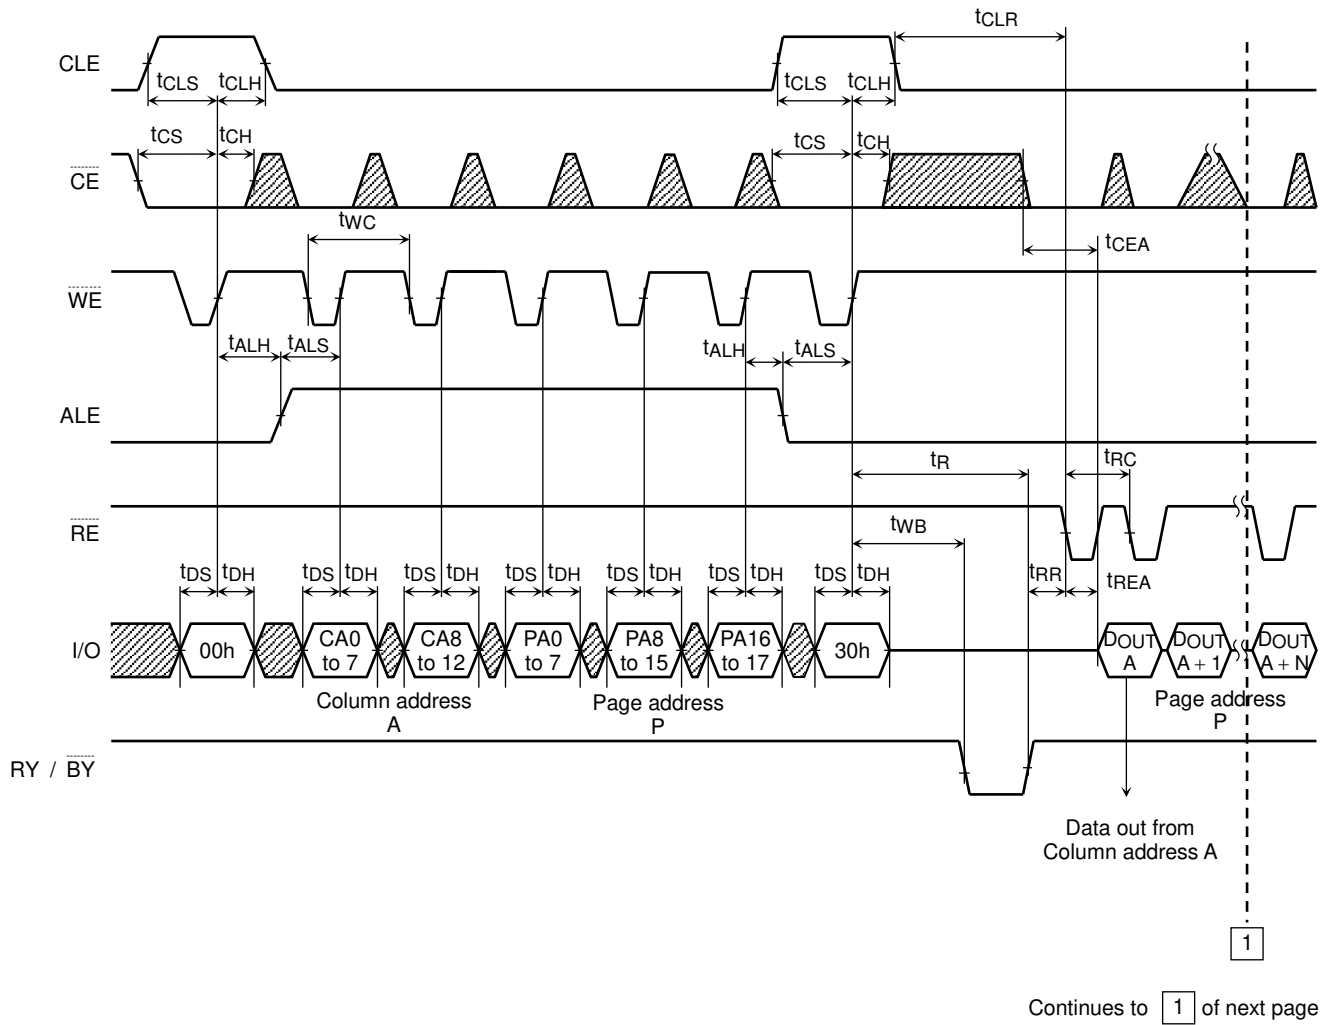 tCLR
CLE
tCLS tCLH tCLS tCLH
tCS tCH tCS tCH
CE
tWC
tCEA
WE
tALH tALS tALH tALS
ALE
tR tRC
RE
tWB
tDS tDH tDS tDH tDS tDH tDS tDH tDS tDH tDS tDH tDS tDH tRR tREA
I/O
00h
CA0 to 7
CA8 to 12
PA0 to 7
PA8 to 15
PA16 to 17
30h
DOUT A
DOUT A + 1
DOUT A + N
Column address
A
Page address
P
Page address
P
RY / BY
Data out from
Column address A
1
Continues to 1 of next page